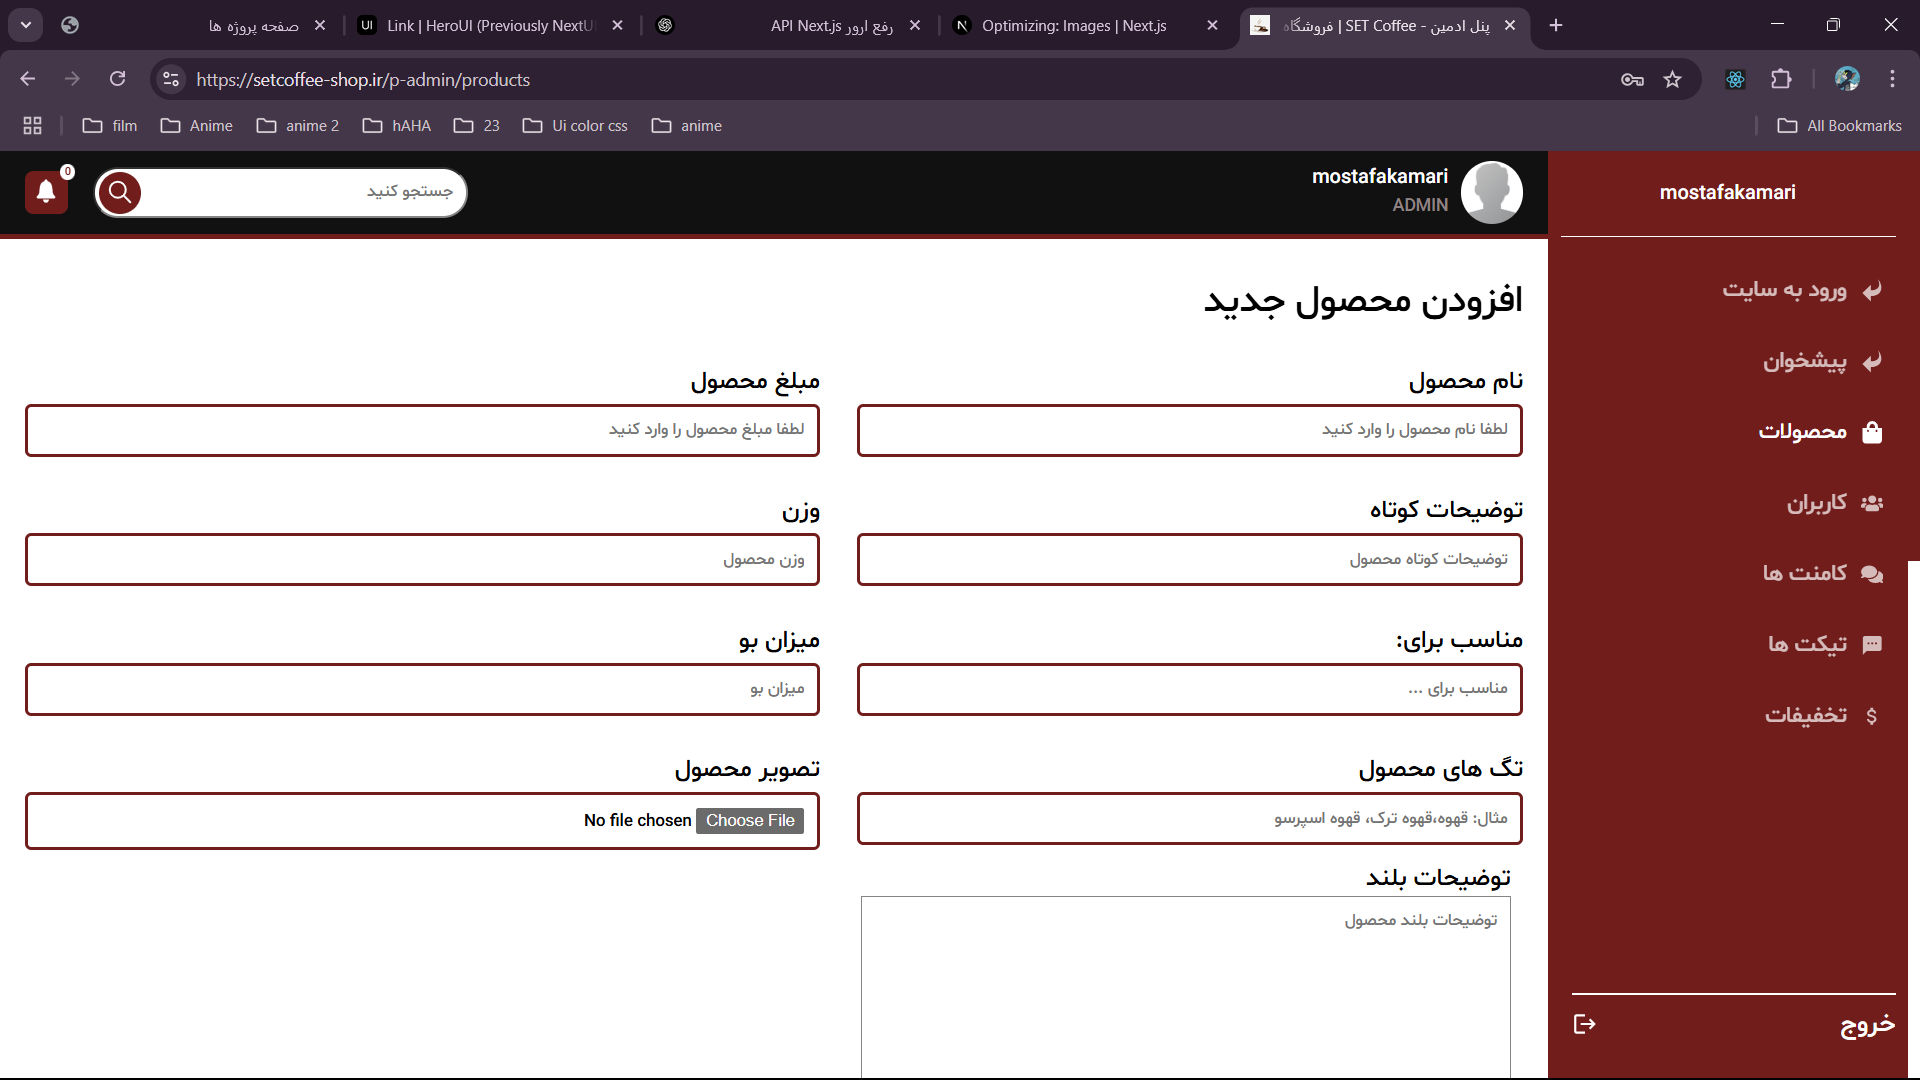 صفحه پروژه ها
Link | HeroUI (Previously NextU
رفع ارور API Next.js
Optimizing: Images | Next.js
پنل ادمین - SET Coffee | فروشگاه
https://setcoffee-shop.ir/p-admin/products
film
Anime
anime 2
hAHA
23
Ui color css
anime
All Bookmarks
0
جستجو کنید
mostafakamari
ADMIN
mostafakamari
ورود به سایت
پیشخوان
محصولات
کاربران
کامنت ها
تیکت ها
تخفیفات
خروج
افزودن محصول جدید
نام محصول
لطفا نام محصول را وارد کنید
مبلغ محصول
لطفا مبلغ محصول را وارد کنید
توضیحات کوتاه
توضیحات کوتاه محصول
وزن
وزن محصول
مناسب برای:
مناسب برای ...
میزان بو
میزان بو
تگ های محصول
مثال: قهوه،قهوه ترک، قهوه اسپرسو
تصویر محصول
Choose File No file chosen
توضیحات بلند
توضیحات بلند محصول